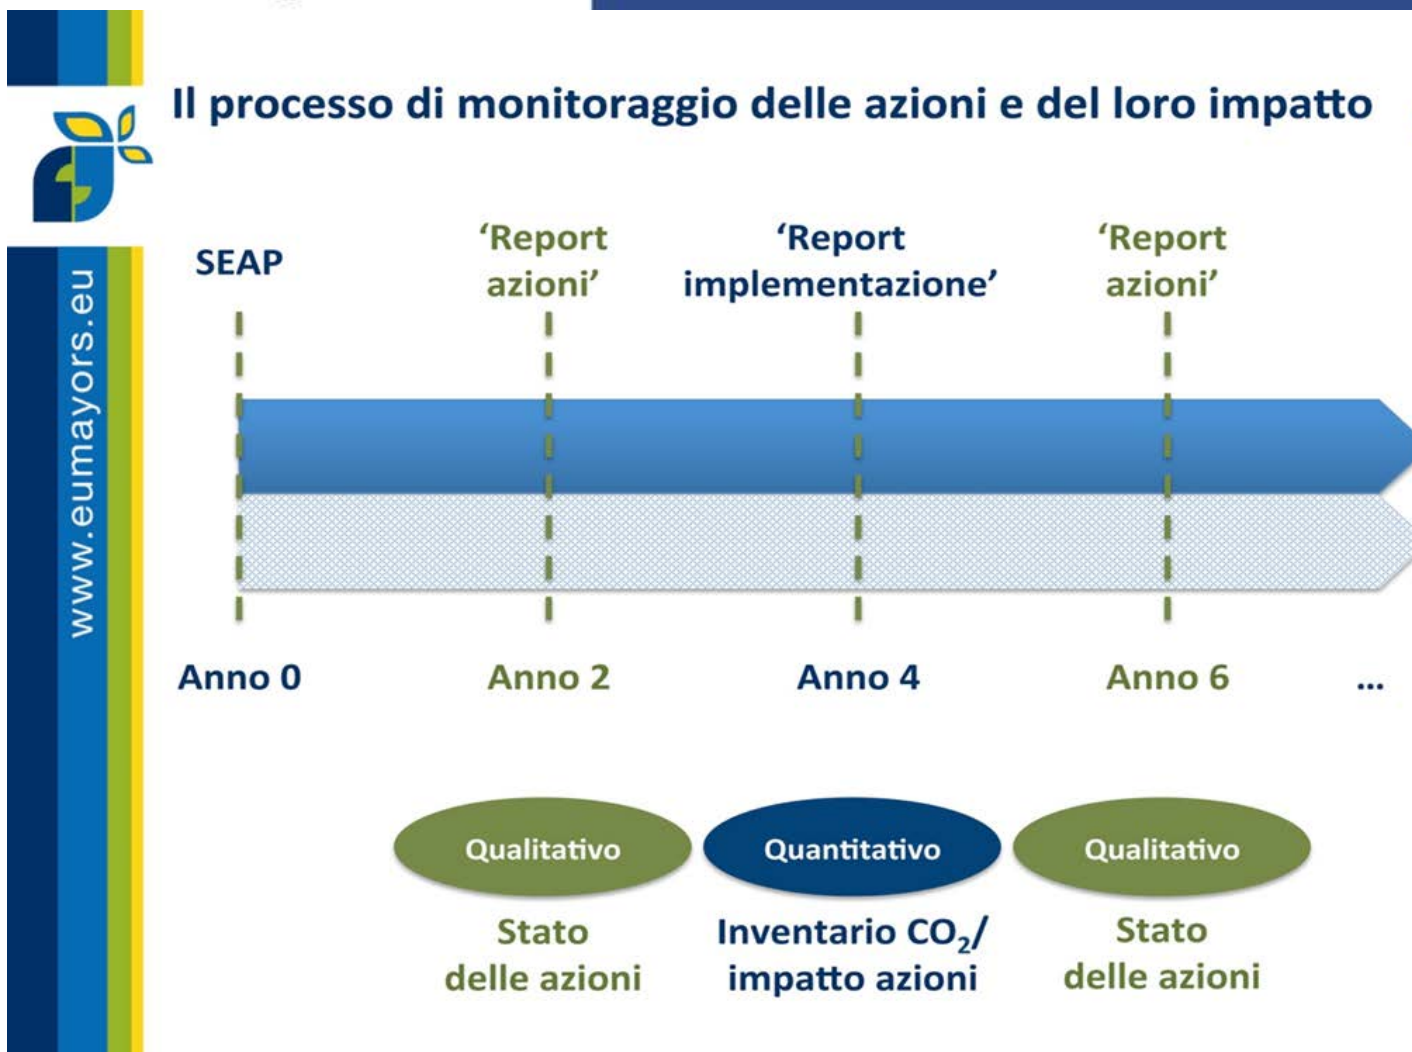 Il processo di monitoraggio delle azioni e del loro impatto
www.eumayors.eu
SEAP
‘Report
azioni’
‘Report
implementazione’
‘Report
azioni’
Anno 0
Anno 2
Anno 4
Anno 6
...
Qualitativo
Quantitativo
Qualitativo
Stato
delle azioni
Inventario CO₂/
impatto azioni
Stato
delle azioni